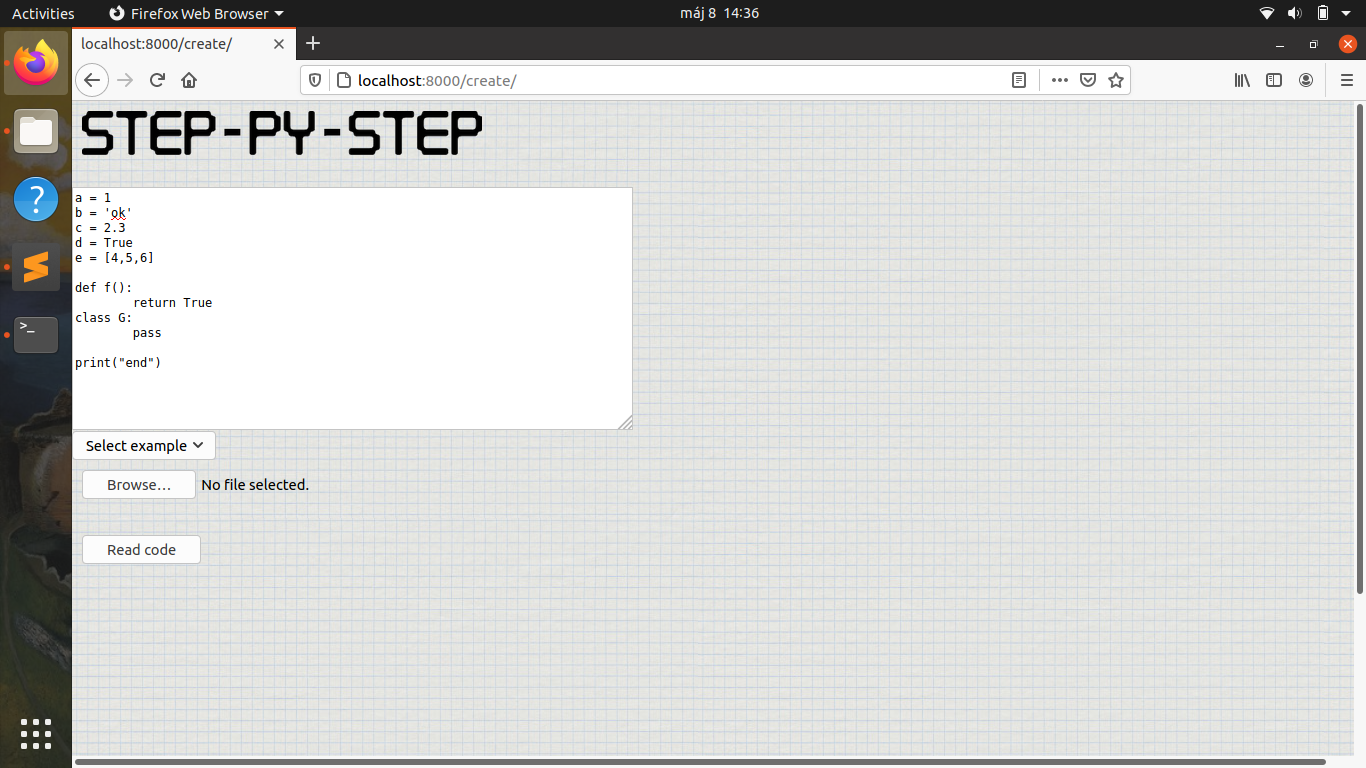 Activities Firefox Web Browser máj 8 14:36
localhost:8000/create/
localhost:8000/create/
STEP-PY-STEP
a = 1
b = 'ok'
c = 2.3
d = True
e = [4,5,6]
def f():
        return True
class G:
        pass
print("end")
Select example
Browse... No file selected.
Read code